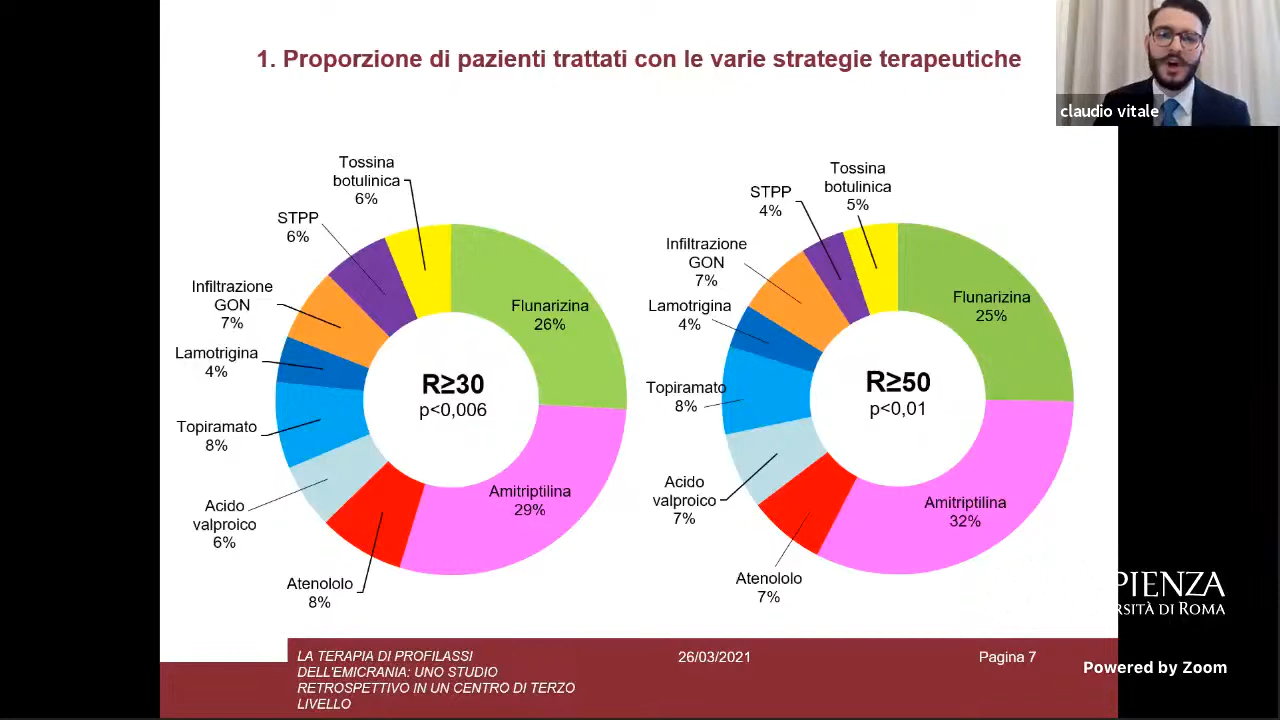 1. Proporzione di pazienti trattati con le varie strategie terapeutiche
claudio vitale
Tossina
botulinica
6%
STPP
6%
Infiltrazione
GON
7%
Lamotrigina
4%
Topiramato
8%
Acido
valproico
6%
Atenololo
8%
Amitriptilina
29%
Flunarizina
26%
R≥30
p<0,006
Tossina
botulinica
5%
STPP
4%
Infiltrazione
GON
7%
Lamotrigina
4%
Topiramato
8%
Acido
valproico
7%
Atenololo
7%
Amitriptilina
32%
Flunarizina
25%
R≥50
p<0,01
PIENZA
RSITÀ DI ROMA
LA TERAPIA DI PROFILASSI
DELL'EMICRANIA: UNO STUDIO
RETROSPETTIVO IN UN CENTRO DI TERZO
LIVELLO
26/03/2021
Pagina 7
Powered by Zoom